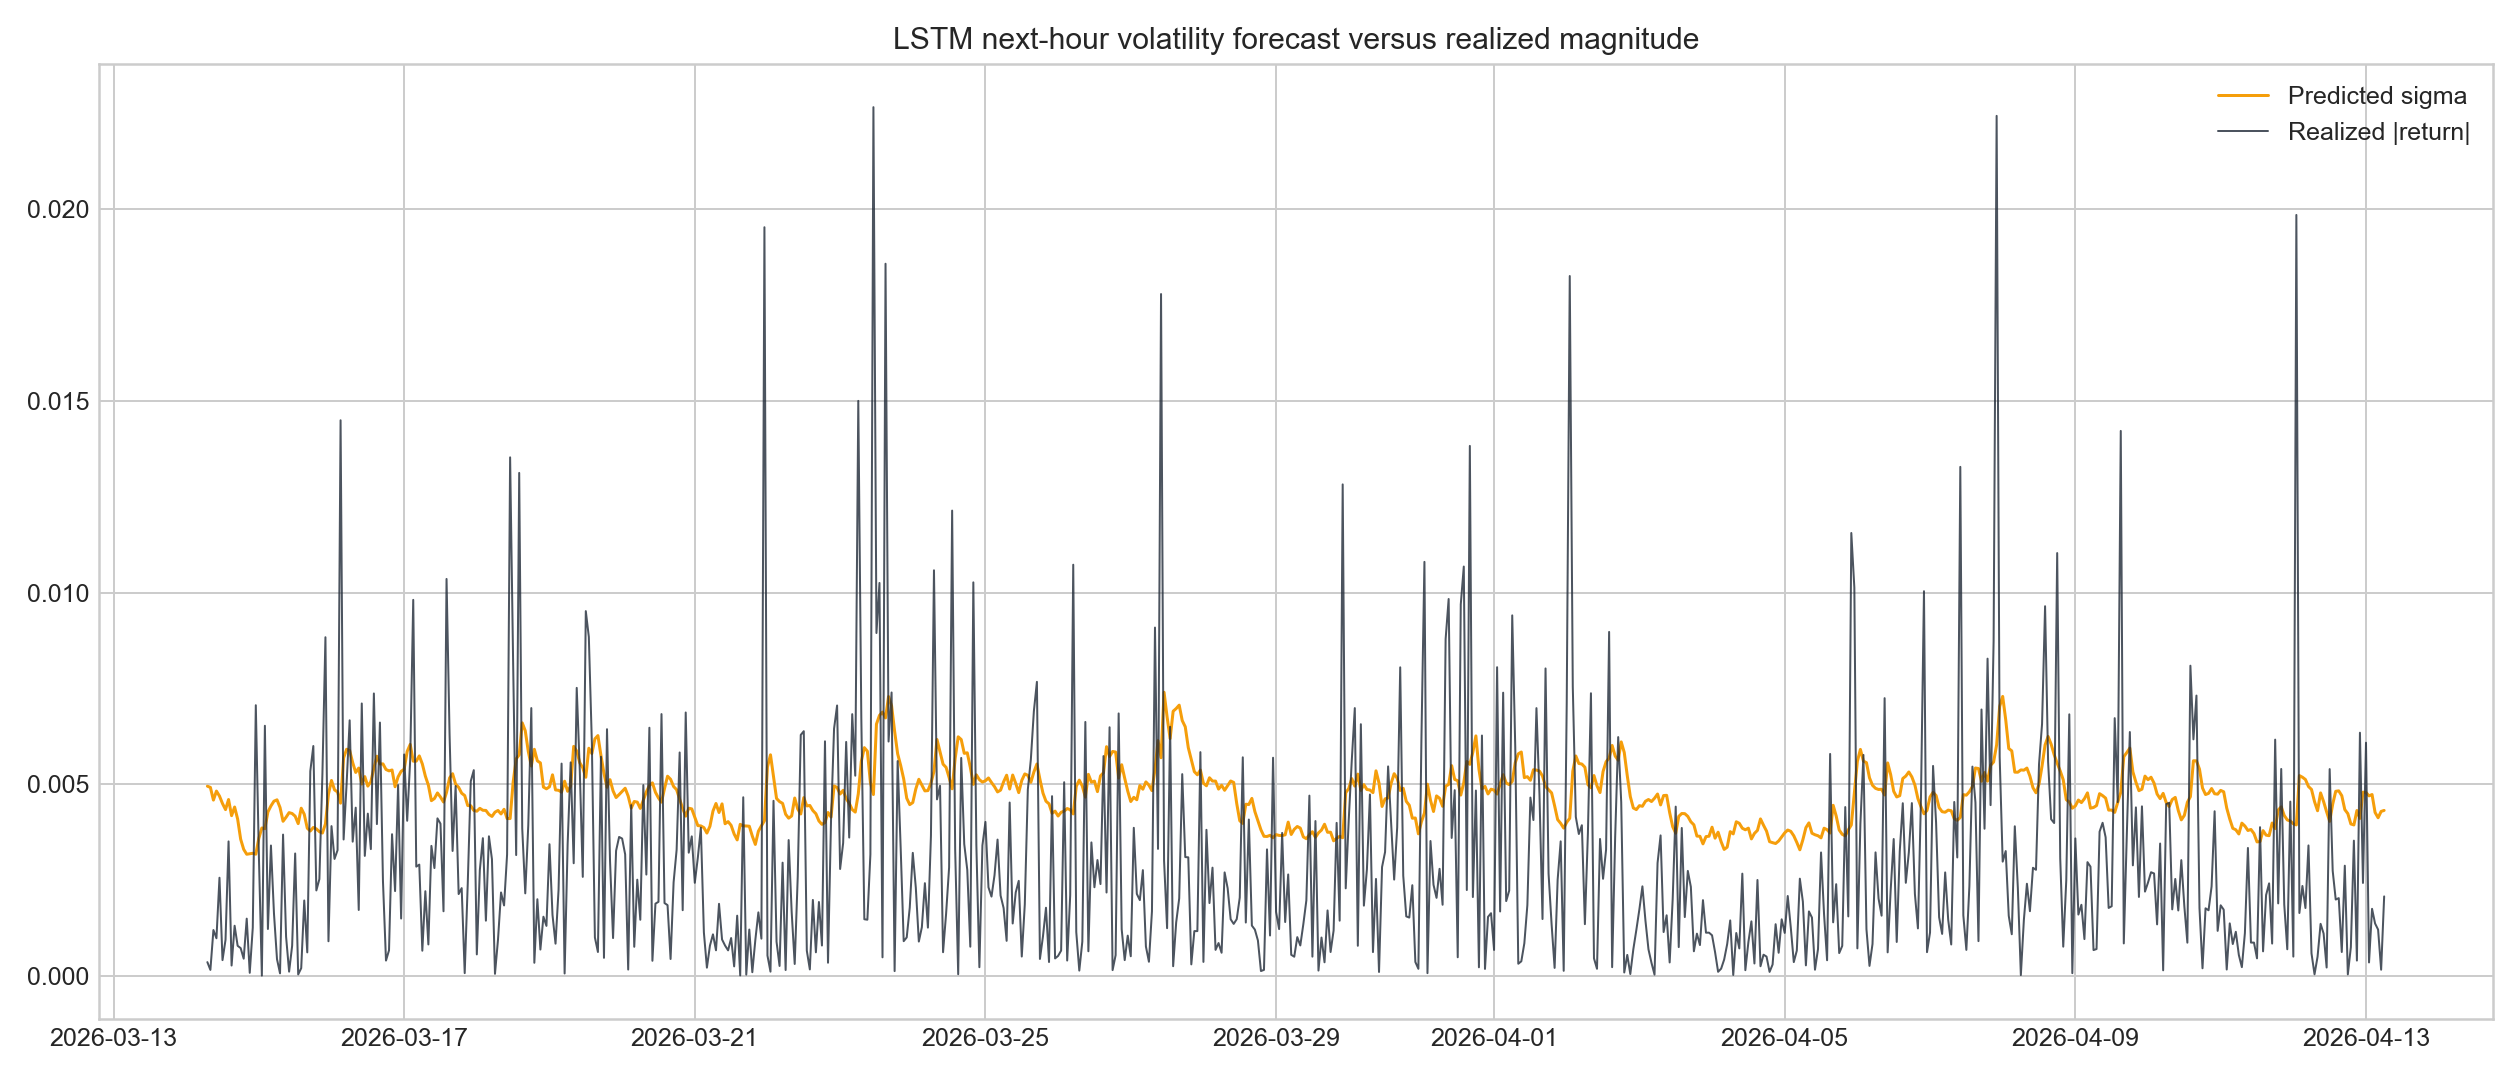 LSTM next-hour volatility forecast versus realized magnitude
Predicted sigma
Realized |return|
0.020
0.015
0.010
0.005
0.000
2026-03-13 2026-03-17 2026-03-21 2026-03-25 2026-03-29 2026-04-01 2026-04-05 2026-04-09 2026-04-13